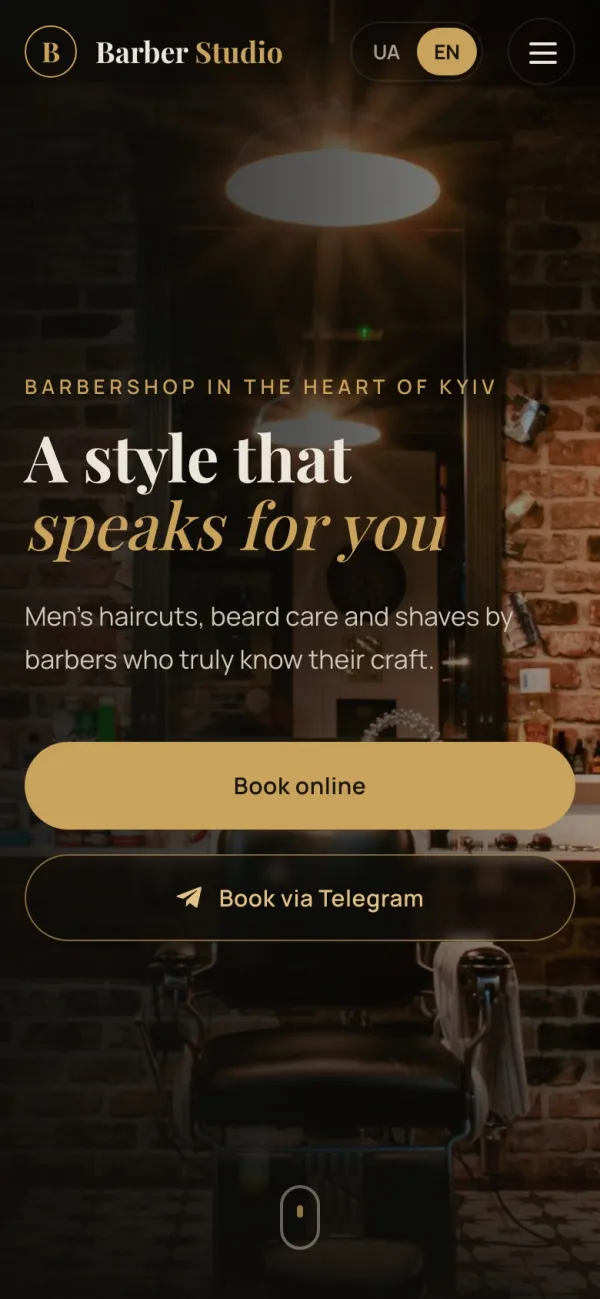 B Barber Studio UA EN
BARBERSHOP IN THE HEART OF KYIV
A style that
speaks for you
Men's haircuts, beard care and shaves by
barbers who truly know their craft.
Book online
Book via Telegram